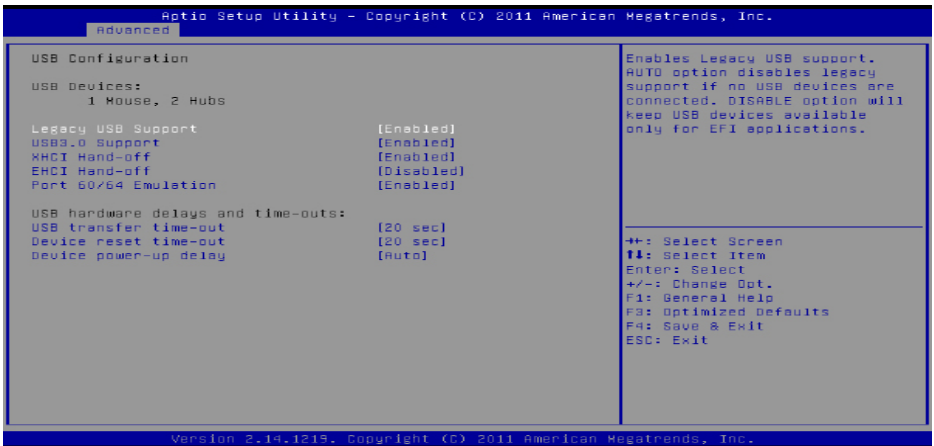 Aptio Setup Utility - Copyright (C) 2011 American Megatrends, Inc.
Advanced
USB Configuration
USB Devices:
1 Mouse, 2 Hubs
Legacy USB Support [Enabled]
USB3.0 Support [Enabled]
XHCI Hand-off [Enabled]
EHCI Hand-off [Disabled]
Port 60/64 Emulation [Enabled]
USB hardware delays and time-outs:
USB transfer time-out [20 sec]
Device reset time-out [20 sec]
Device power-up delay [Auto]
Enables Legacy USB support.
AUTO option disables legacy
support if no USB devices are
connected. DISABLE option will
keep USB devices available
only for EFI applications.
→←: Select Screen
↑↓: Select Item
Enter: Select
+/-: Change Opt.
F1: General Help
F3: Optimized Defaults
F4: Save & Exit
ESC: Exit
Version 2.14.1219. Copyright (C) 2011 American Megatrends, Inc.